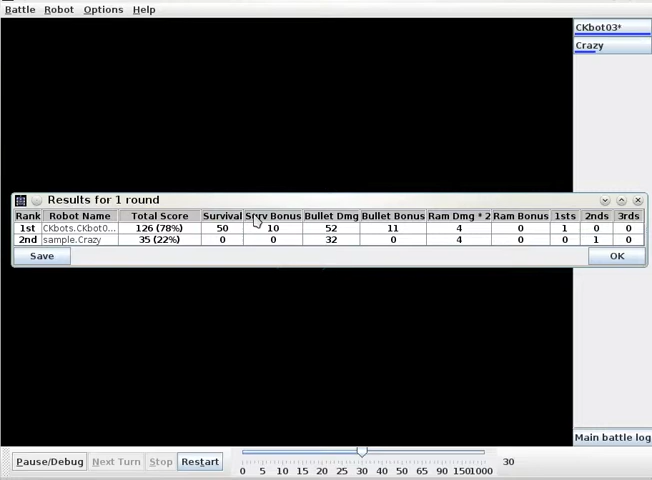 Battle Robot Options Help
CKbot03*
Crazy
Results for 1 round
Rank Robot Name Total Score Survival Surv Bonus Bullet Dmg Bullet Bonus Ram Dmg * 2 Ram Bonus 1sts 2nds 3rds
1st CKbots.CKbot0... 126 (78%) 50 10 52 11 4 0 1 0 0
2nd sample.Crazy 35 (22%) 0 0 32 0 4 0 0 1 0
Save OK
Main battle log
Pause/Debug Next Turn Stop Restart 30
0 5 10 15 20 25 30 35 40 45 50 65 90 150 1000